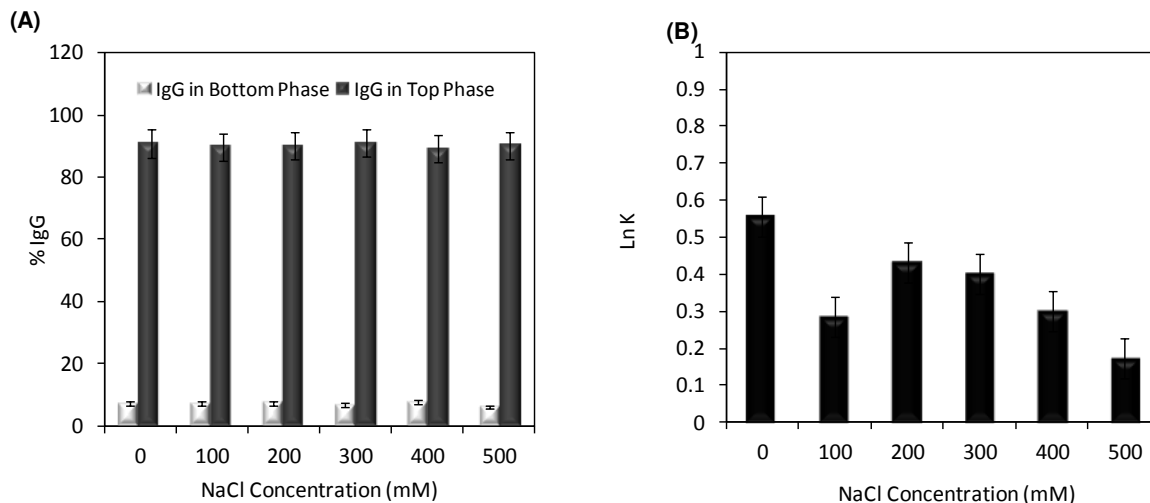 (A)
120
100
80
60
40
20
0
% IgG
IgG in Bottom Phase IgG in Top Phase
0 100 200 300 400 500
NaCl Concentration (mM)
(B)
1
0.9
0.8
0.7
0.6
0.5
0.4
0.3
0.2
0.1
0
Ln K
0 100 200 300 400 500
NaCl Concentration (mM)